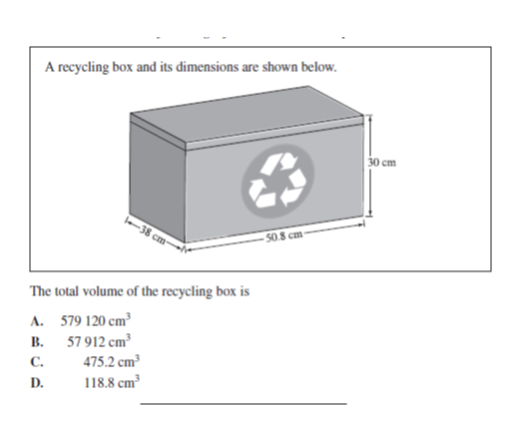 A recycling box and its dimensions are shown below.
30 cm
38 cm
50.8 cm
The total volume of the recycling box is
A. 579 120 cm³
B. 57 912 cm³
C. 475.2 cm³
D. 118.8 cm³